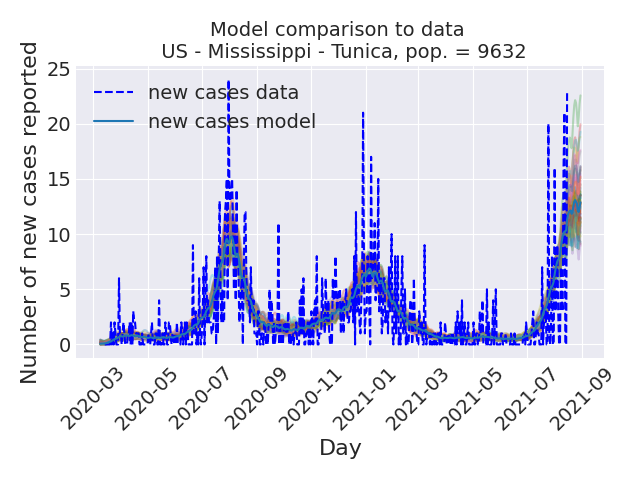 Model comparison to data
US - Mississippi - Tunica, pop. = 9632
Number of new cases reported
25
20
15
10
5
0
new cases data
new cases model
2020-03
2020-05
2020-07
2020-09
2020-11
2021-01
2021-03
2021-05
2021-07
2021-09
Day